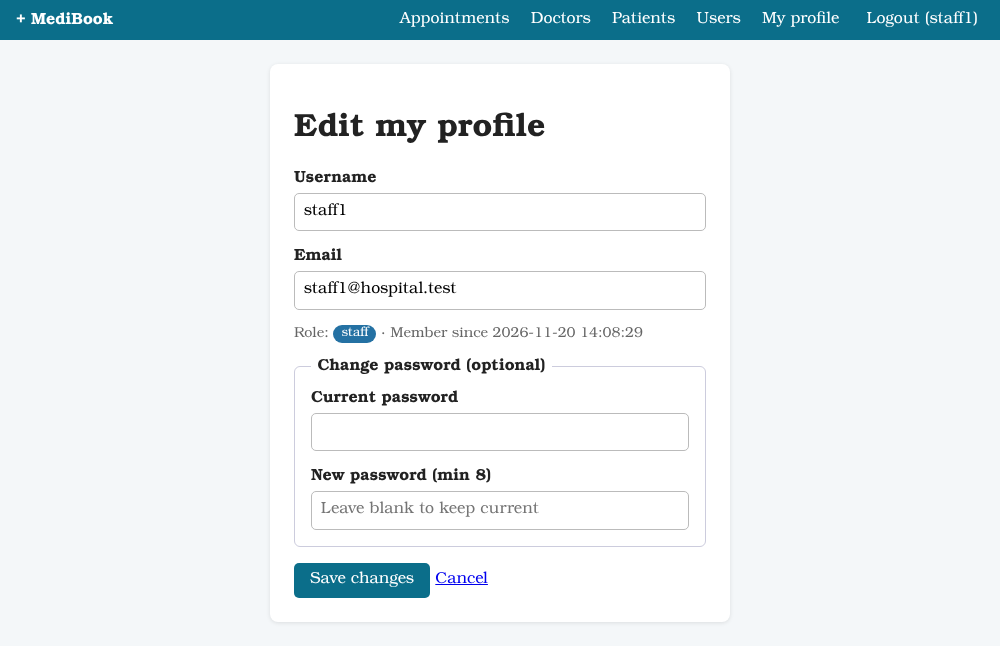 + MediBook
Appointments Doctors Patients Users My profile Logout (staff1)
Edit my profile
Username
staff1
Email
staff1@hospital.test
Role: staff · Member since 2026-11-20 14:08:29
Change password (optional)
Current password
New password (min 8)
Leave blank to keep current
Save changes Cancel